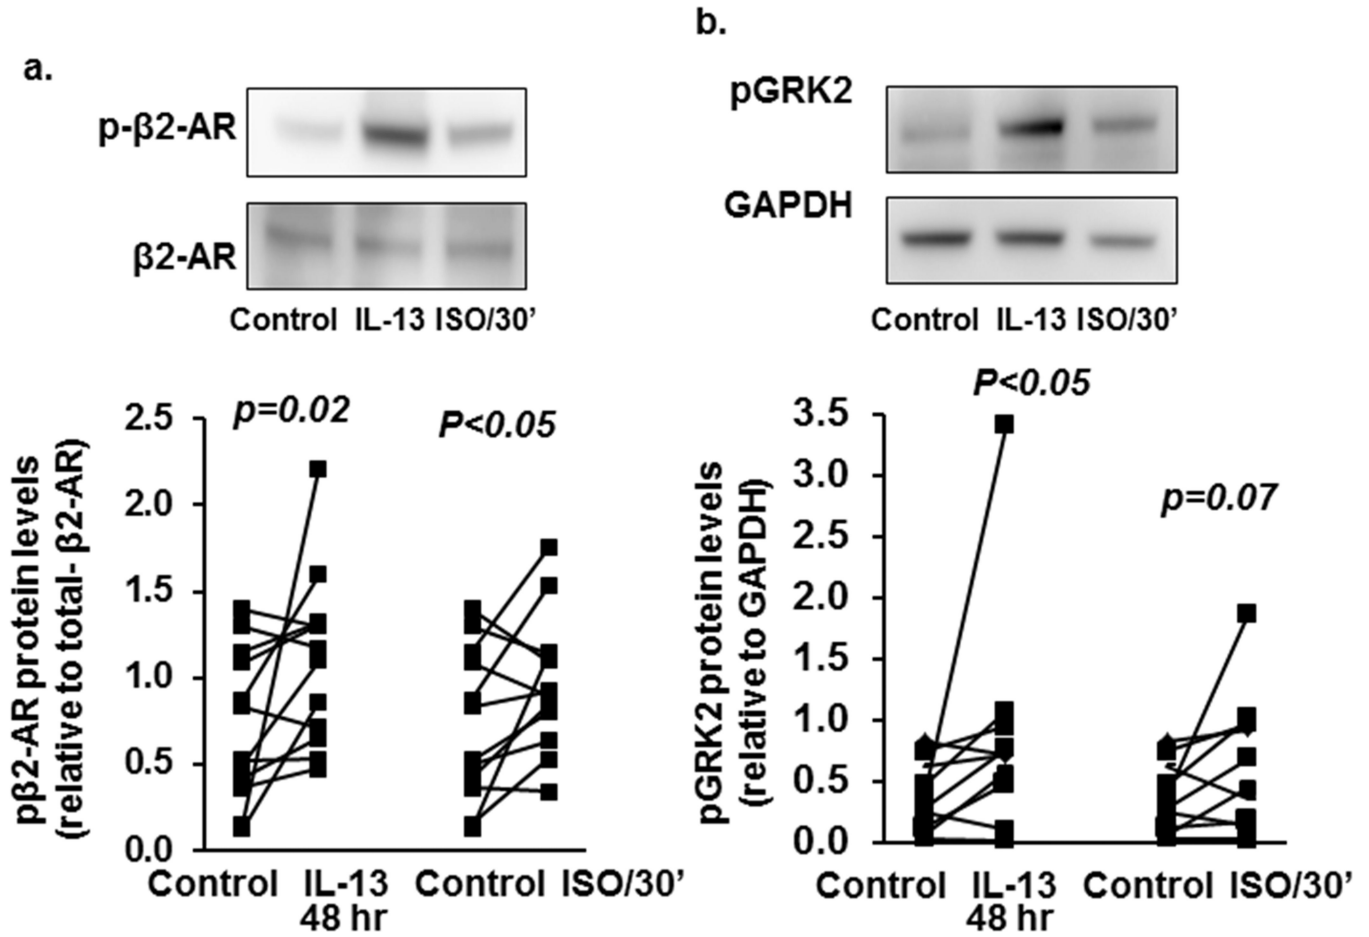 a.
p-β2-AR
β2-AR
Control IL-13 ISO/30’
pβ2-AR protein levels
(relative to total- β2-AR)
2.5
2.0
1.5
1.0
0.5
0.0
p=0.02
P<0.05
Control IL-13 Control ISO/30’
48 hr
b.
pGRK2
GAPDH
Control IL-13 ISO/30’
pGRK2 protein levels
(relative to GAPDH)
3.5
3.0
2.5
2.0
1.5
1.0
0.5
0.0
P<0.05
p=0.07
Control IL-13 Control ISO/30’
48 hr